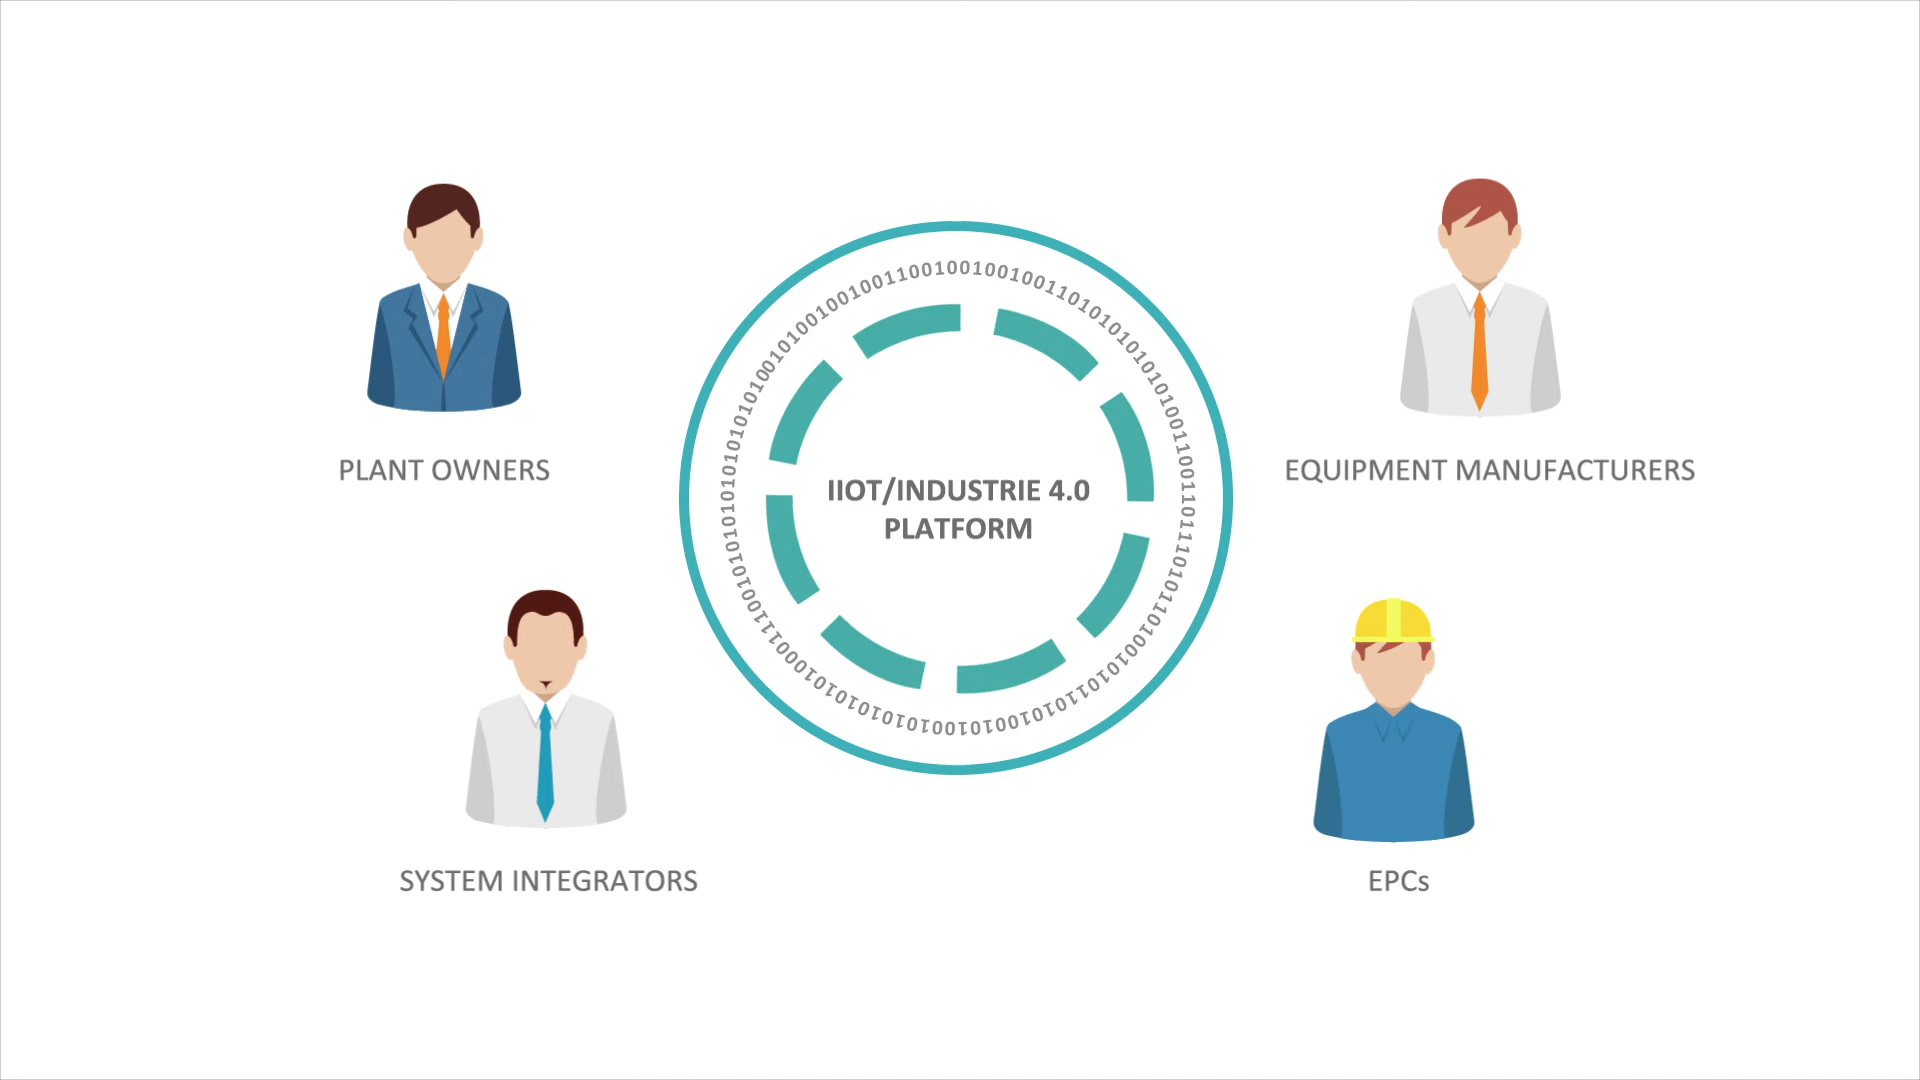 PLANT OWNERS
EQUIPMENT MANUFACTURERS
IIOT/INDUSTRIE 4.0
PLATFORM
SYSTEM INTEGRATORS
EPCs